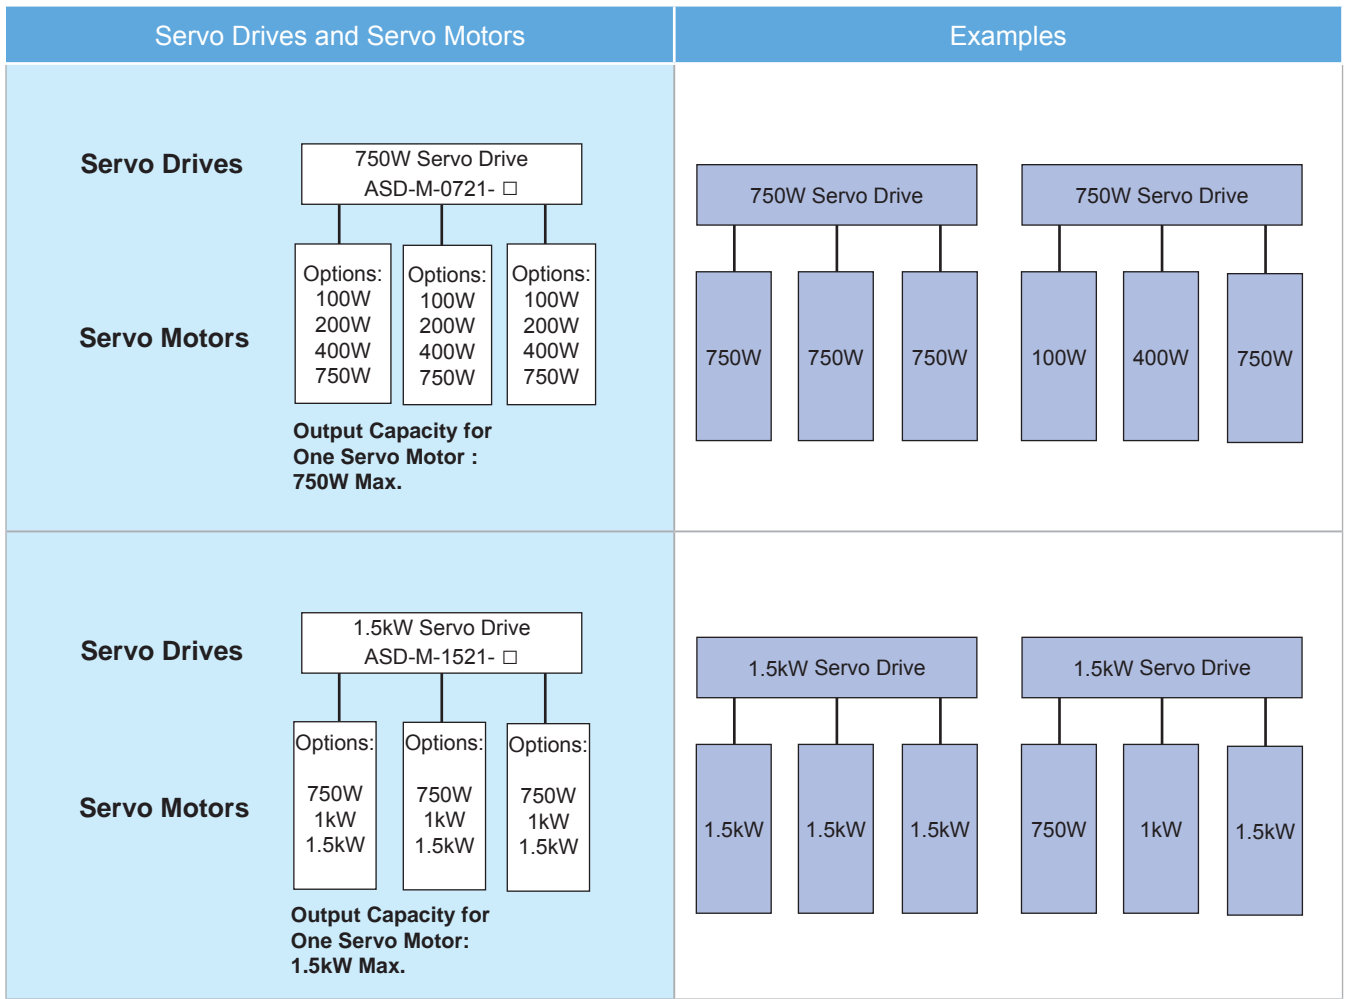 Servo Drives and Servo Motors
Examples
Servo Drives
750W Servo Drive
ASD-M-0721- □
Servo Motors
Options:
100W
200W
400W
750W
Options:
100W
200W
400W
750W
Options:
100W
200W
400W
750W
Output Capacity for
One Servo Motor :
750W Max.
750W Servo Drive
750W
750W
750W
750W Servo Drive
100W
400W
750W
Servo Drives
1.5kW Servo Drive
ASD-M-1521- □
Servo Motors
Options:
750W
1kW
1.5kW
Options:
750W
1kW
1.5kW
Options:
750W
1kW
1.5kW
Output Capacity for
One Servo Motor:
1.5kW Max.
1.5kW Servo Drive
1.5kW
1.5kW
1.5kW
1.5kW Servo Drive
750W
1kW
1.5kW